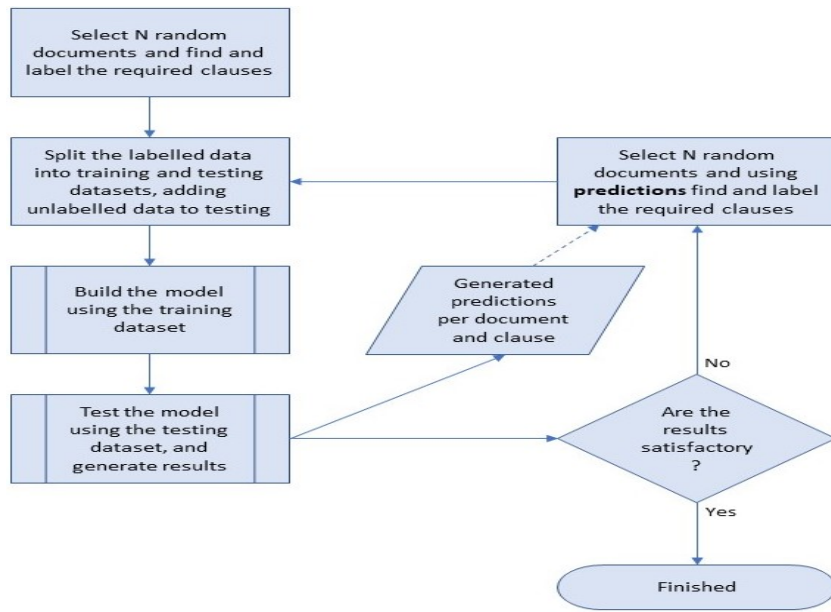 Select N random
documents and find and
label the required clauses
Split the labelled data
into training and testing
datasets, adding
unlabelled data to testing
Select N random
documents and using
predictions find and label
the required clauses
Build the model
using the training
dataset
Generated
predictions
per document
and clause
Test the model
using the testing
dataset, and
generate results
No
Are the
results
satisfactory
?
Yes
Finished